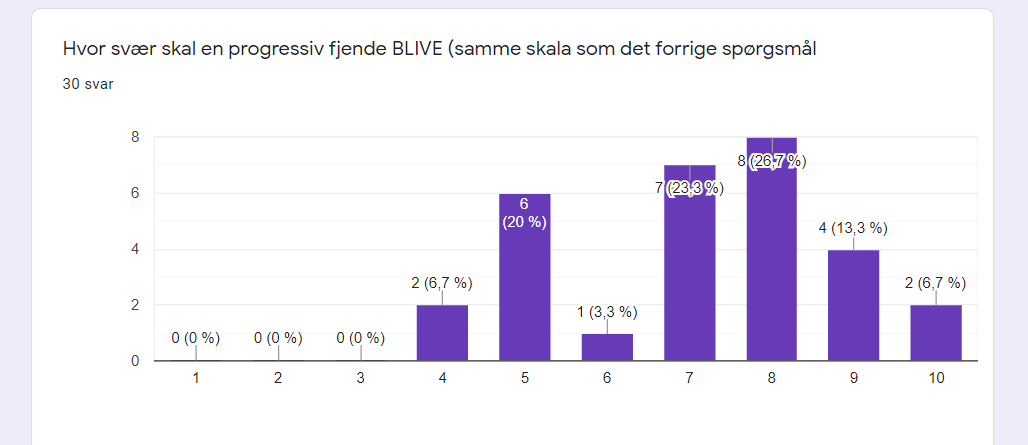 Hvor svær skal en progressiv fjende BLIVE (samme skala som det forrige spørgsmål
30 svar
8
6
4
2
0
0 (0 %)
0 (0 %)
0 (0 %)
2 (6,7 %)
6
(20 %)
1 (3,3 %)
7 (23,3 %)
8 (26,7 %)
4 (13,3 %)
2 (6,7 %)
1
2
3
4
5
6
7
8
9
10